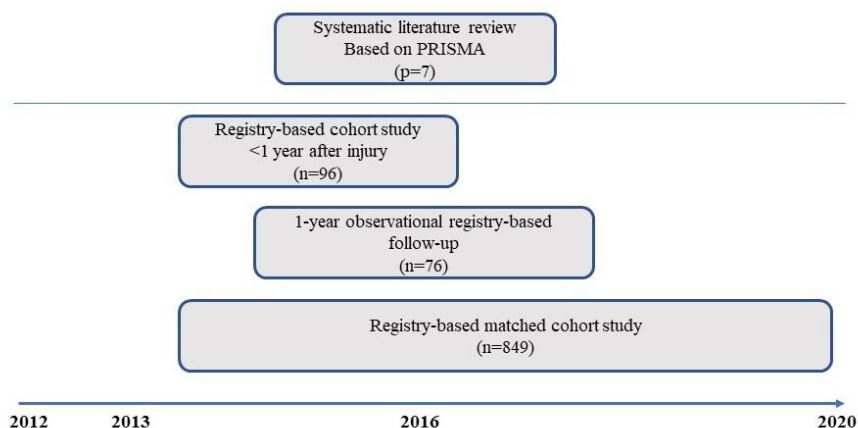 Systematic literature review
Based on PRISMA
(p=7)
Registry-based cohort study
<1 year after injury
(n=96)
1-year observational registry-based
follow-up
(n=76)
Registry-based matched cohort study
(n=849)
2012 2013 2016 2020